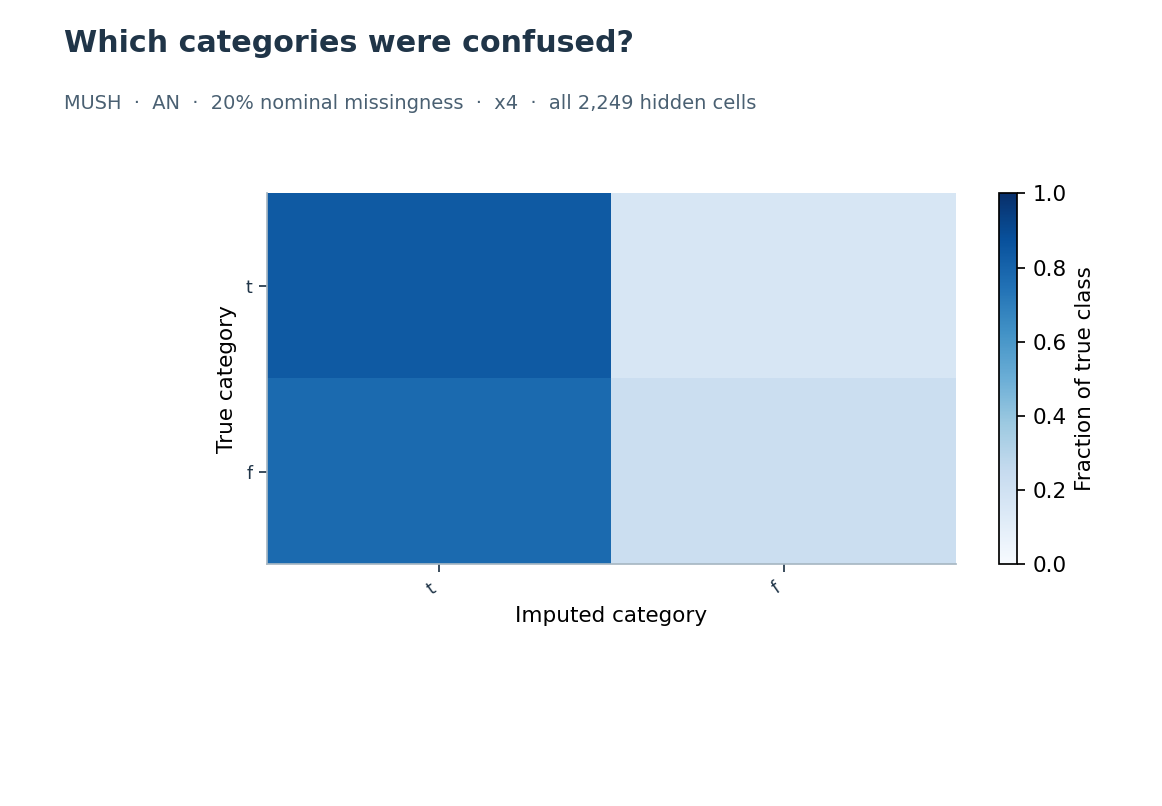 Which categories were confused?
MUSH · AN · 20% nominal missingness · x4 · all 2,249 hidden cells
1.0
0.8
0.6
0.4
0.2
0.0
Fraction of true class
True category
t
f
t
f
Imputed category